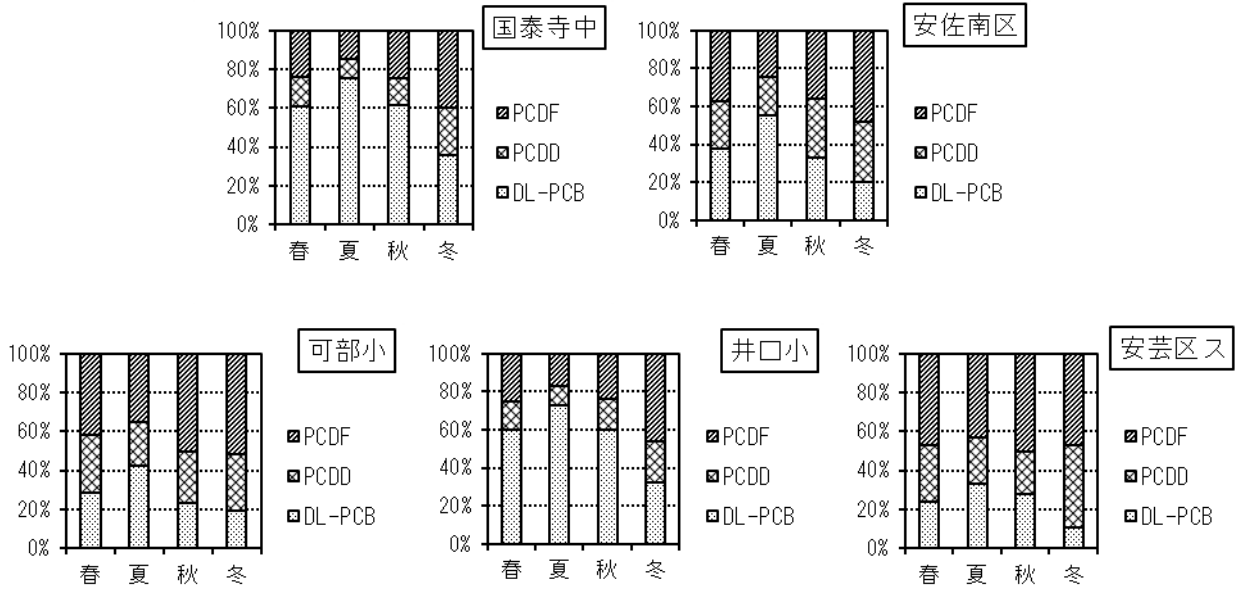 国泰寺中
100%
80%
60%
40%
20%
0%
春 夏 秋 冬
PCDF
PCDD
DL-PCB
安佐南区
100%
80%
60%
40%
20%
0%
春 夏 秋 冬
PCDF
PCDD
DL-PCB
可部小
100%
80%
60%
40%
20%
0%
春 夏 秋 冬
PCDF
PCDD
DL-PCB
井口小
100%
80%
60%
40%
20%
0%
春 夏 秋 冬
PCDF
PCDD
DL-PCB
安芸区ス
100%
80%
60%
40%
20%
0%
春 夏 秋 冬
PCDF
PCDD
DL-PCB